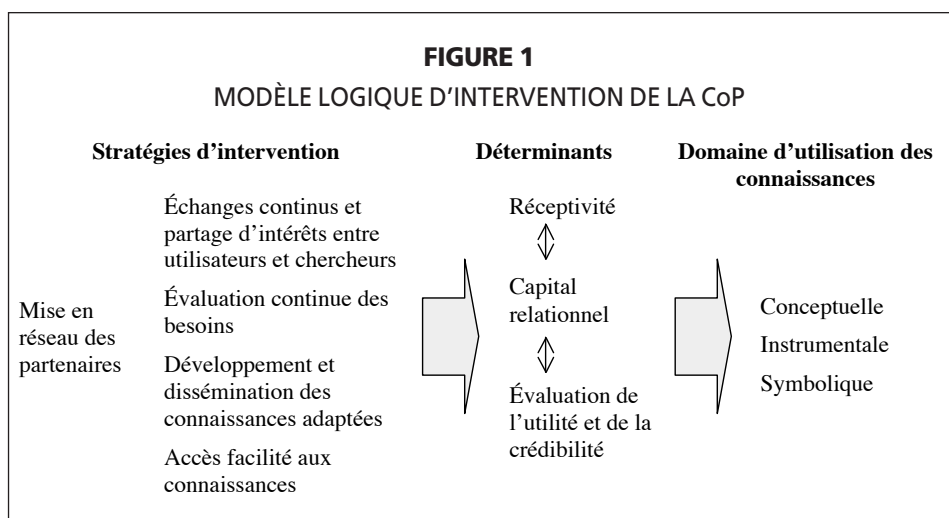 FIGURE 1
MODÈLE LOGIQUE D'INTERVENTION DE LA CoP
Stratégies d'intervention
Mise en
réseau des
partenaires
Échanges continus et
partage d'intérêts entre
utilisateurs et chercheurs
Évaluation continue des
besoins
Développement et
dissémination des
connaissances adaptées
Accès facilité aux
connaissances
Déterminants
Réceptivité
Capital
relationnel
Évaluation de
l'utilité et de la
crédibilité
Domaine d'utilisation des
connaissances
Conceptuelle
Instrumentale
Symbolique